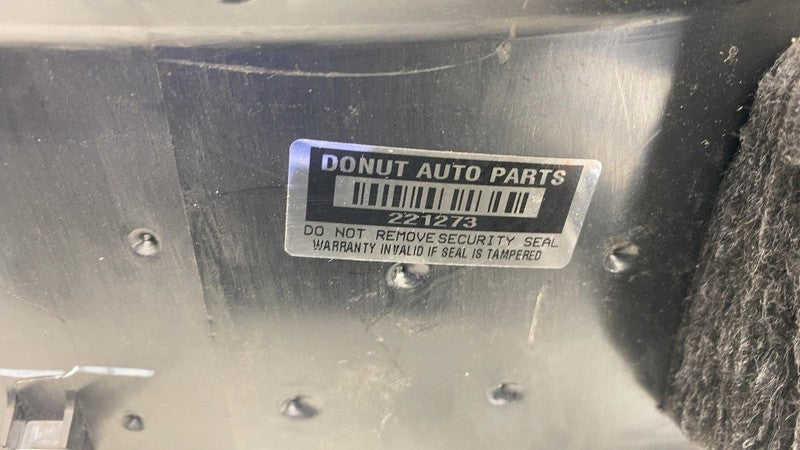 DONUT AUTO PARTS
221273
DO NOT REMOVE SECURITY SEAL
WARRANTY INVALID IF SEAL IS TAMPERED